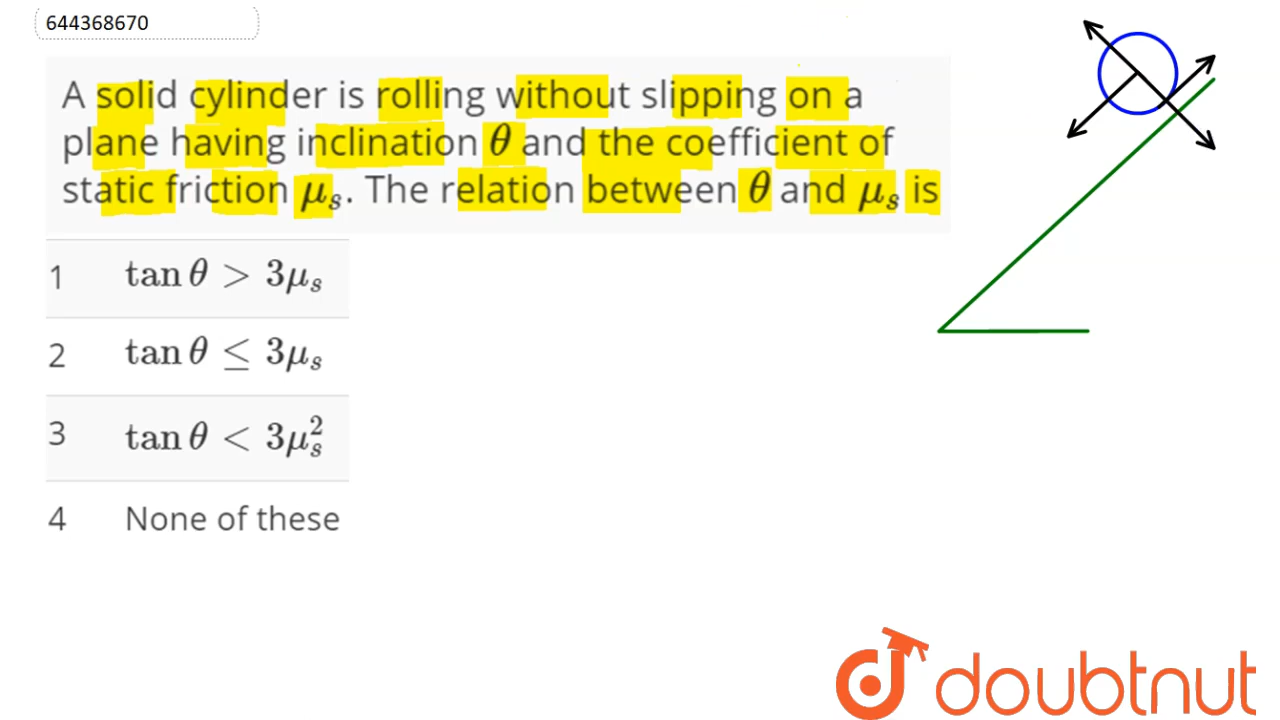 644368670
A solid cylinder is rolling without slipping on a
plane having inclination θ and the coefficient of
static friction μₛ. The relation between θ and μₛ is
1 tan θ > 3μₛ
2 tan θ ≤ 3μₛ
3 tan θ < 3μₛ²
4 None of these
doubtnut